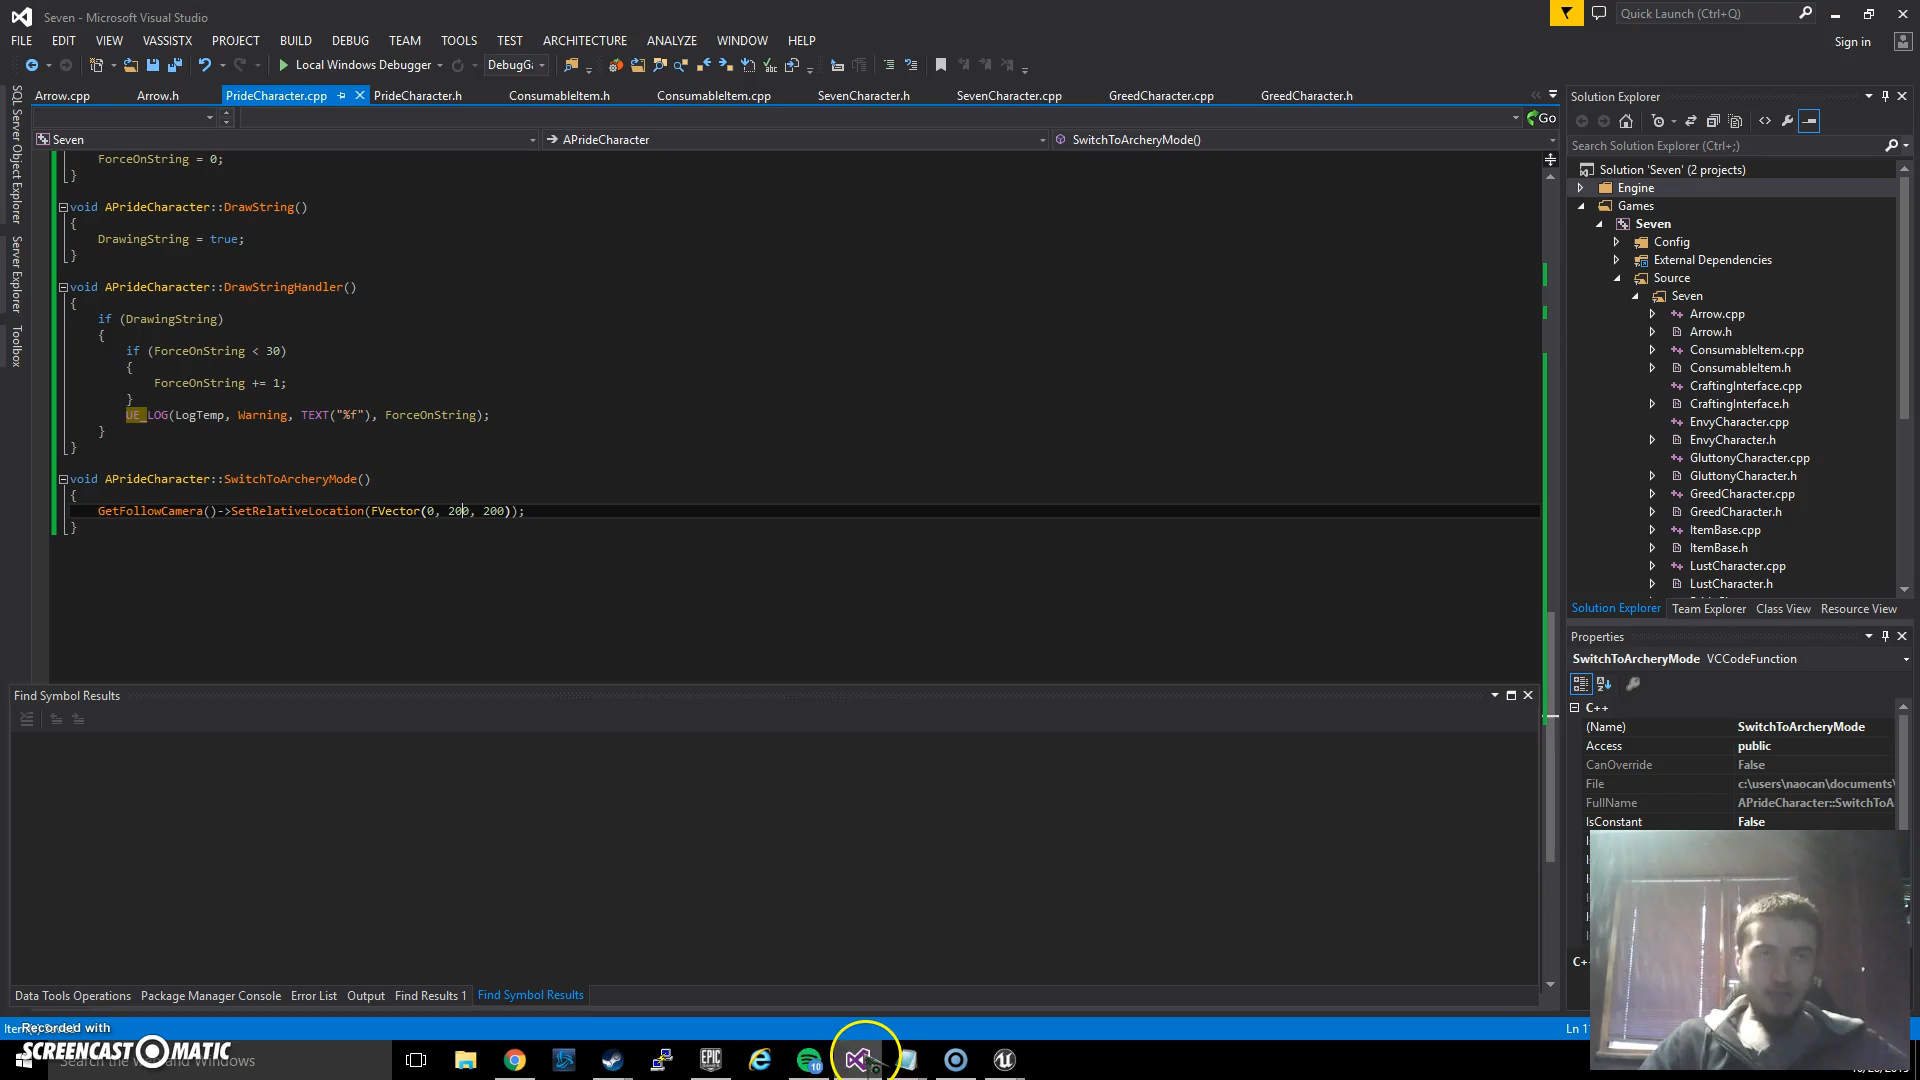 Seven - Microsoft Visual Studio
Quick Launch (Ctrl+Q)
FILE EDIT VIEW VASSISTX PROJECT BUILD DEBUG TEAM TOOLS TEST ARCHITECTURE ANALYZE WINDOW HELP
Sign in
Local Windows Debugger
Arrow.cpp Arrow.h PrideCharacter.cpp PrideCharacter.h ConsumableItem.h ConsumableItem.cpp SevenCharacter.h SevenCharacter.cpp GreedCharacter.cpp GreedCharacter.h
Go
Seven APrideCharacter SwitchToArcheryMode()
SQL Server Object Explorer
Server Explorer
Toolbox
ForceOnString = 0;
}
void APrideCharacter::DrawString()
{
DrawingString = true;
}
void APrideCharacter::DrawStringHandler()
{
if (DrawingString)
{
if (ForceOnString < 30)
{
ForceOnString += 1;
}
UE_LOG(LogTemp, Warning, TEXT("%f"), ForceOnString);
}
}
void APrideCharacter::SwitchToArcheryMode()
{
GetFollowCamera()->SetRelativeLocation(FVector(0, 200, 200));
}
Find Symbol Results
Data Tools Operations Package Manager Console Error List Output Find Results 1 Find Symbol Results
Solution Explorer
Search Solution Explorer (Ctrl+;)
Solution 'Seven' (2 projects)
Engine
Games
Seven
Config
External Dependencies
Source
Seven
Arrow.cpp
Arrow.h
ConsumableItem.cpp
ConsumableItem.h
CraftingInterface.cpp
CraftingInterface.h
EnvyCharacter.cpp
EnvyCharacter.h
GluttonyCharacter.cpp
GluttonyCharacter.h
GreedCharacter.cpp
GreedCharacter.h
ItemBase.cpp
ItemBase.h
LustCharacter.cpp
LustCharacter.h
Solution Explorer Team Explorer Class View Resource View
Properties
SwitchToArcheryMode VCCodeFunction
C++
(Name) SwitchToArcheryMode
Access public
CanOverride False
File c:\users\naocan\documents\
FullName APrideCharacter::SwitchToA
IsConstant False
Recorded with
SCREENCAST MATIC
10